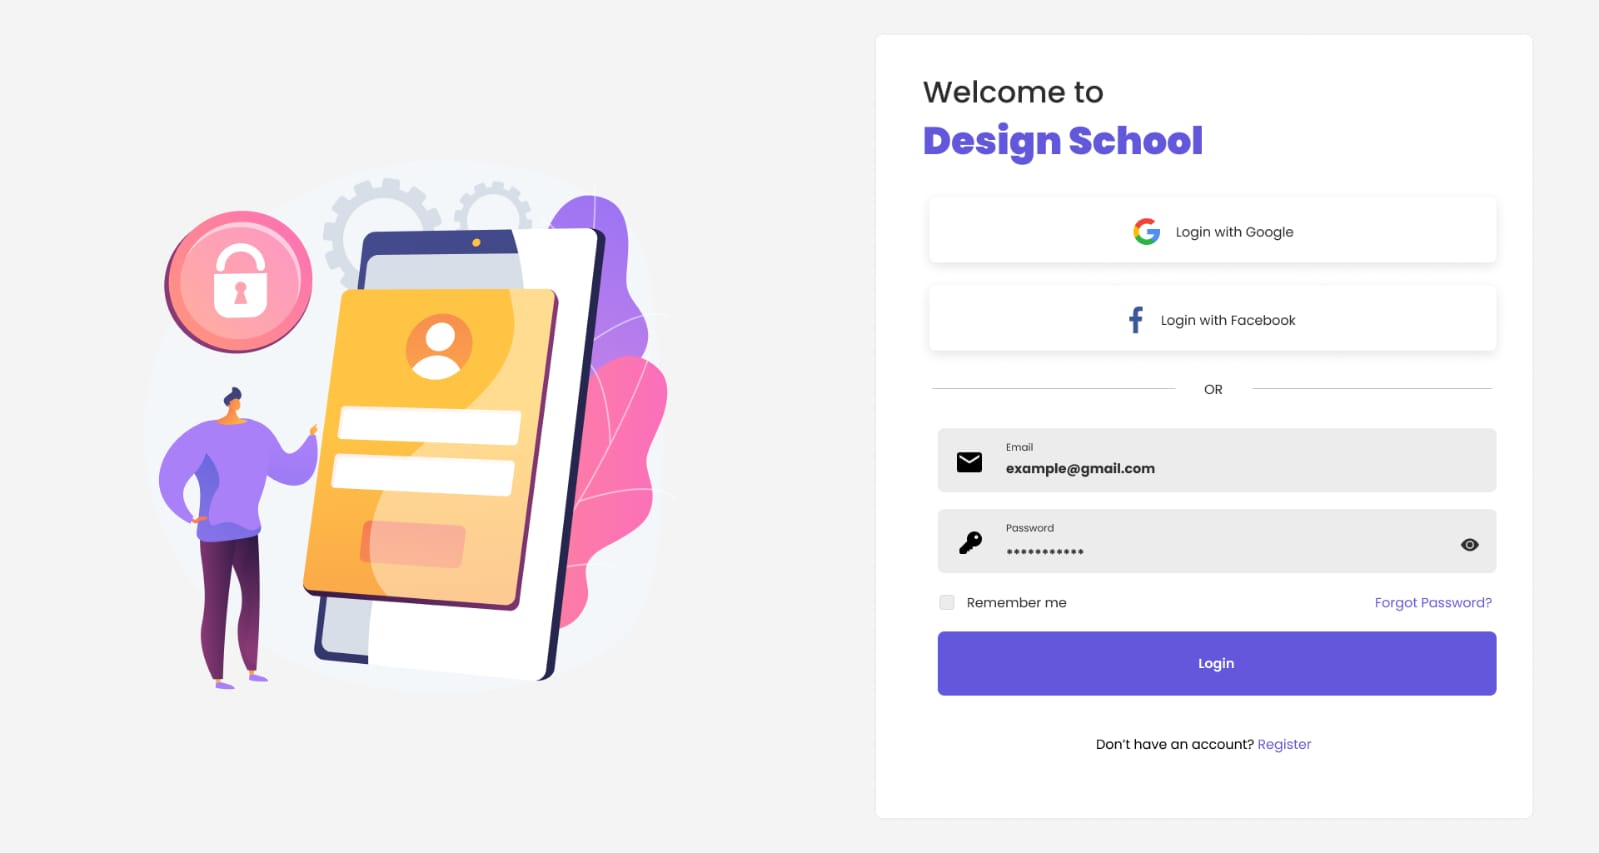 Welcome to
Design School
Login with Google
Login with Facebook
OR
Email
example@gmail.com
Password
***********
Remember me
Forgot Password?
Login
Don’t have an account? Register